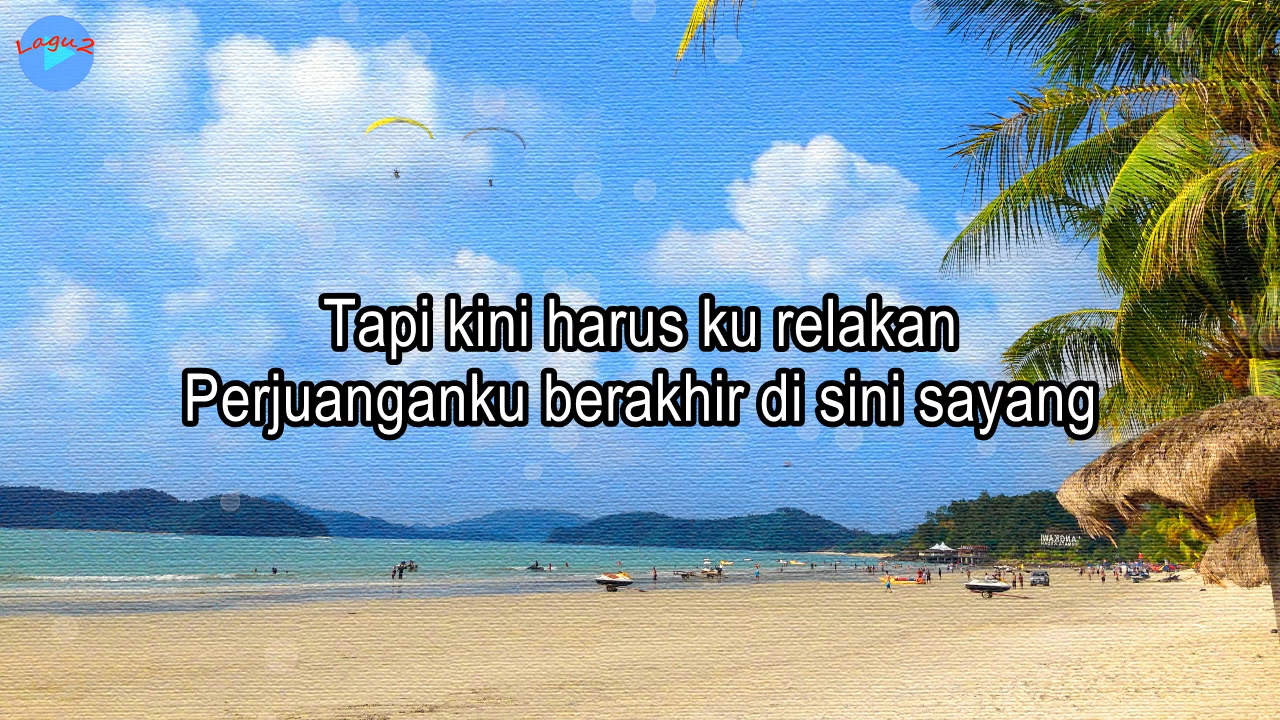 Lagu2
Tapi kini harus ku relakan
Perjuanganku berakhir di sini sayang